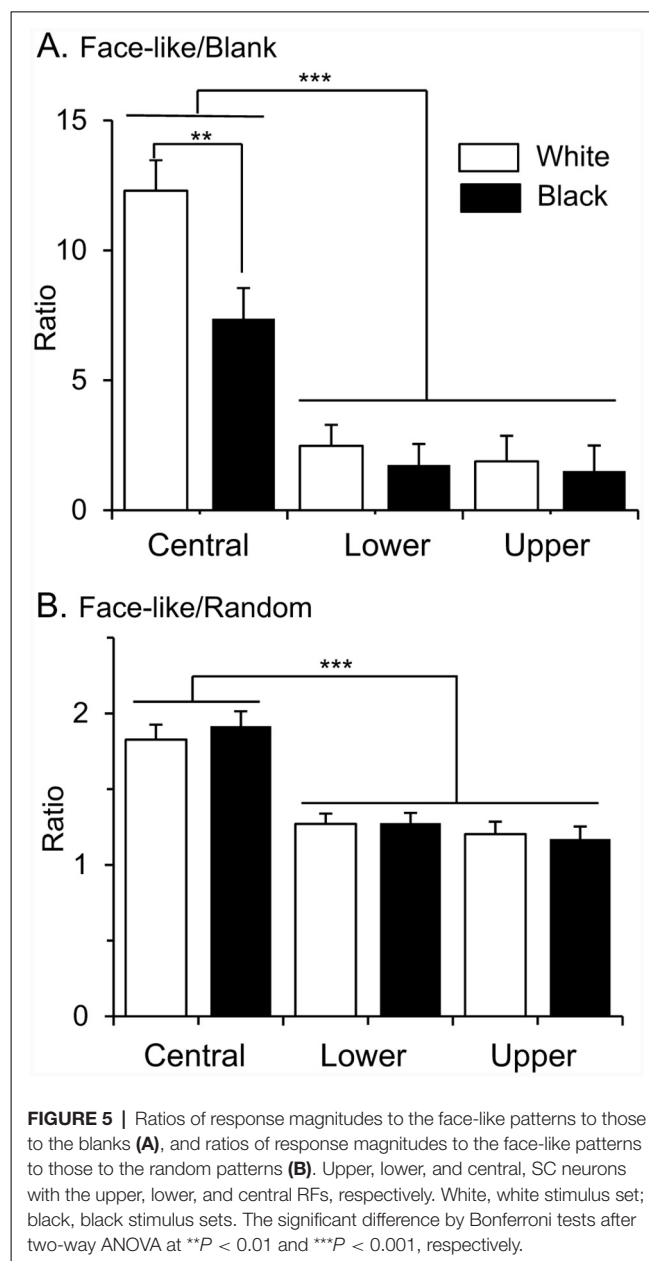 A. Face-like/Blank
***
15
**
White
Black
10
Ratio
5
0
Central Lower Upper
B. Face-like/Random
***
2
Ratio
1
0
Central Lower Upper
FIGURE 5 | Ratios of response magnitudes to the face-like patterns to those
to the blanks (A), and ratios of response magnitudes to the face-like patterns
to those to the random patterns (B). Upper, lower, and central, SC neurons
with the upper, lower, and central RFs, respectively. White, white stimulus set;
black, black stimulus sets. The significant difference by Bonferroni tests after
two-way ANOVA at **P < 0.01 and ***P < 0.001, respectively.